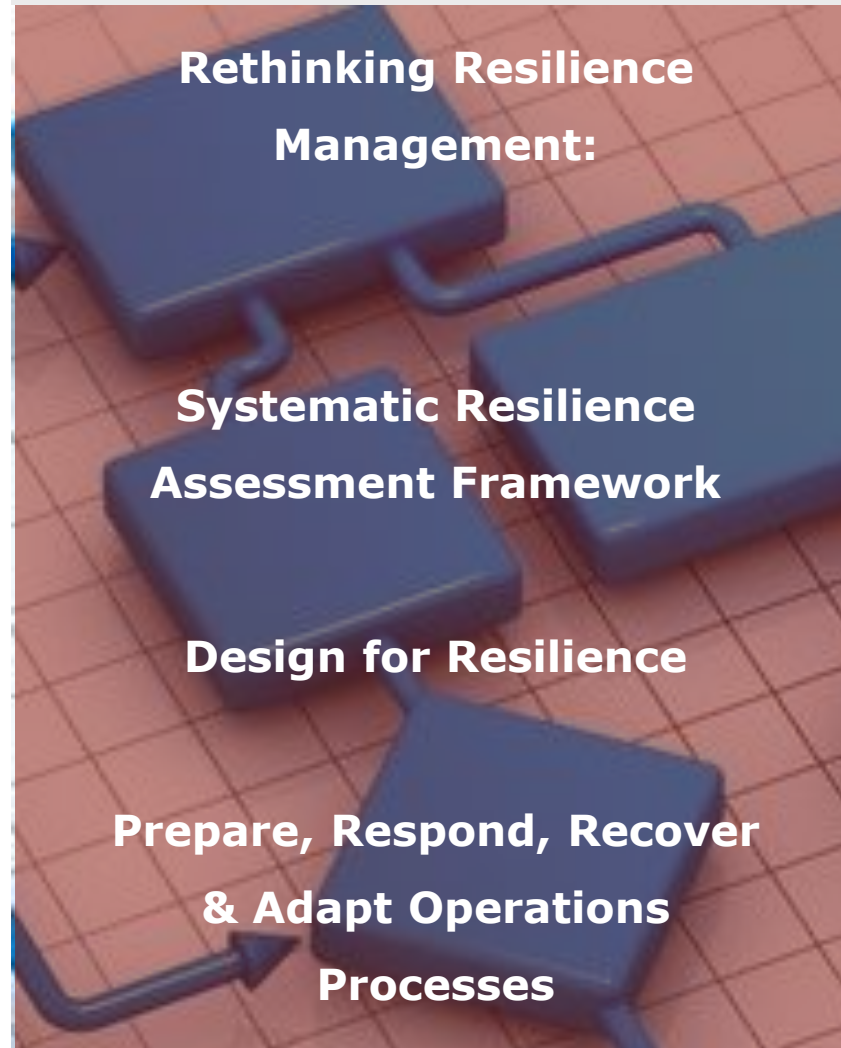 Rethinking Resilience
Management:
Systematic Resilience
Assessment Framework
Design for Resilience
Prepare, Respond, Recover
& Adapt Operations
Processes